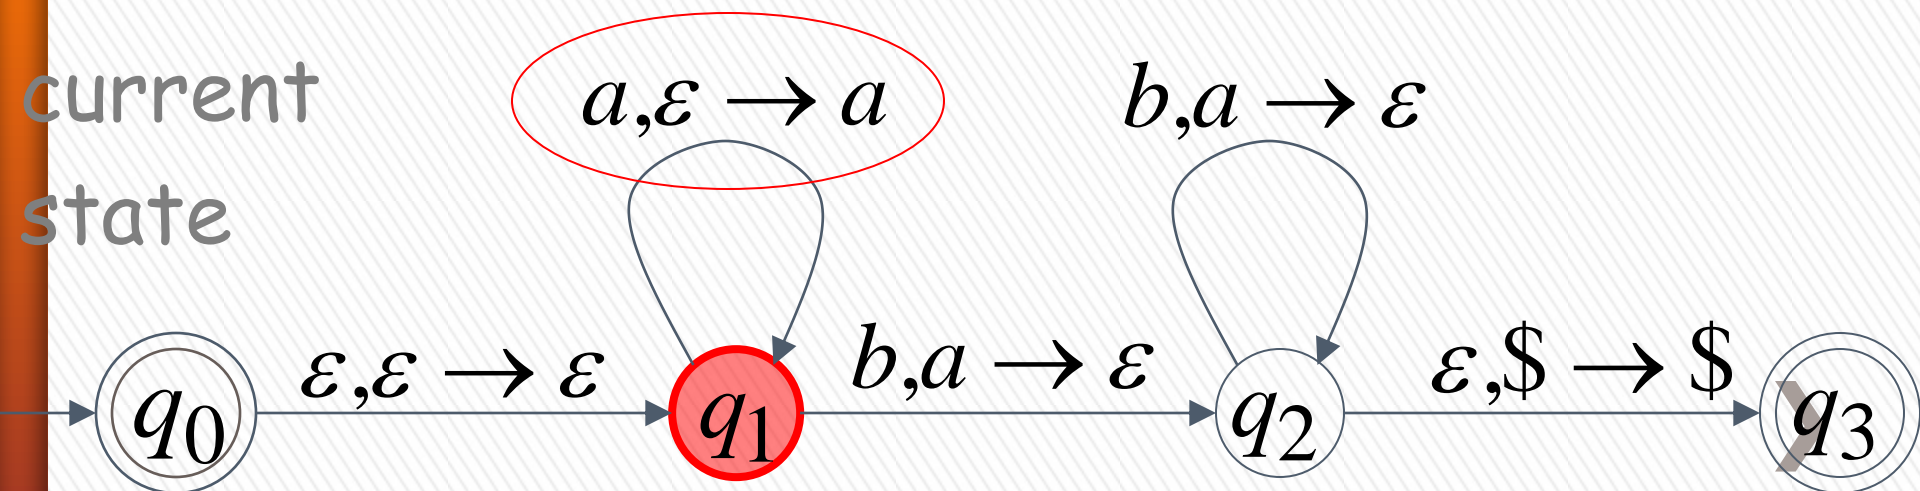 current
state
a,ε → a
b,a → ε
q0
ε,ε → ε
q1
b,a → ε
q2
ε,$ → $
q3